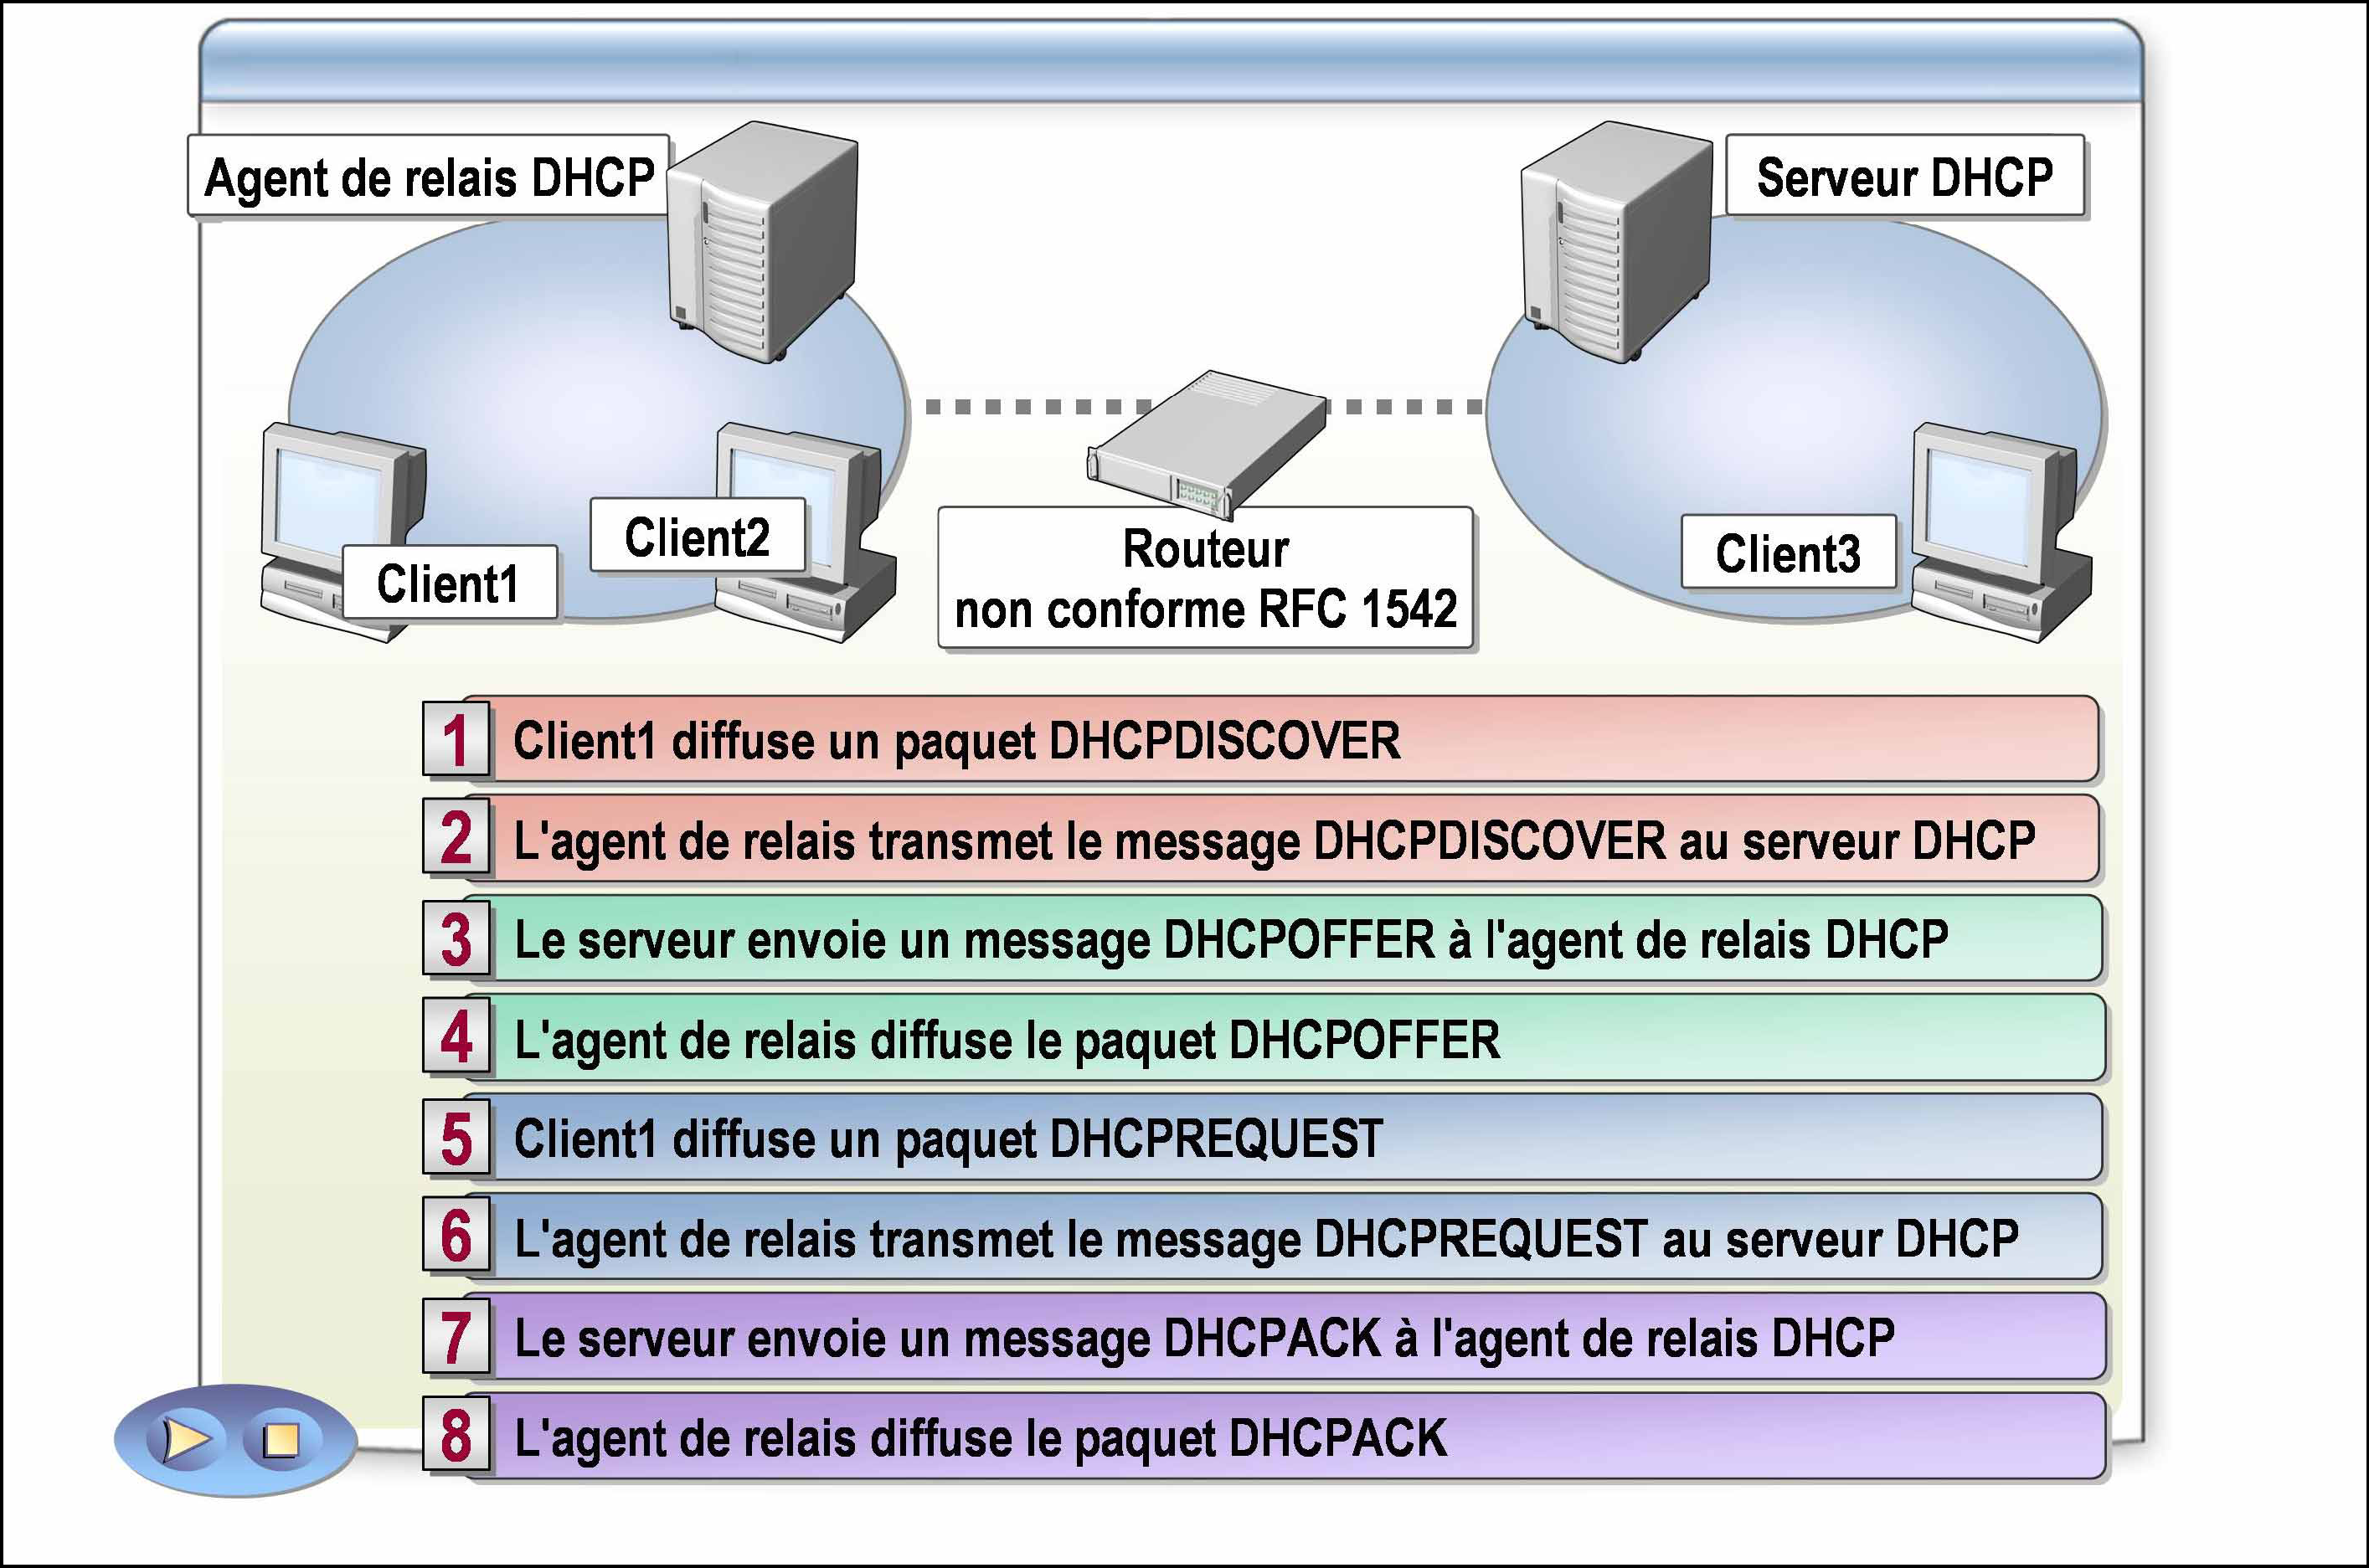 Agent de relais DHCP
Serveur DHCP
Client1
Client2
Routeur
non conforme RFC 1542
Client3
1 Client1 diffuse un paquet DHCPDISCOVER
2 L'agent de relais transmet le message DHCPDISCOVER au serveur DHCP
3 Le serveur envoie un message DHCPOFFER à l'agent de relais DHCP
4 L'agent de relais diffuse le paquet DHCPOFFER
5 Client1 diffuse un paquet DHCPREQUEST
6 L'agent de relais transmet le message DHCPREQUEST au serveur DHCP
7 Le serveur envoie un message DHCPACK à l'agent de relais DHCP
8 L'agent de relais diffuse le paquet DHCPACK